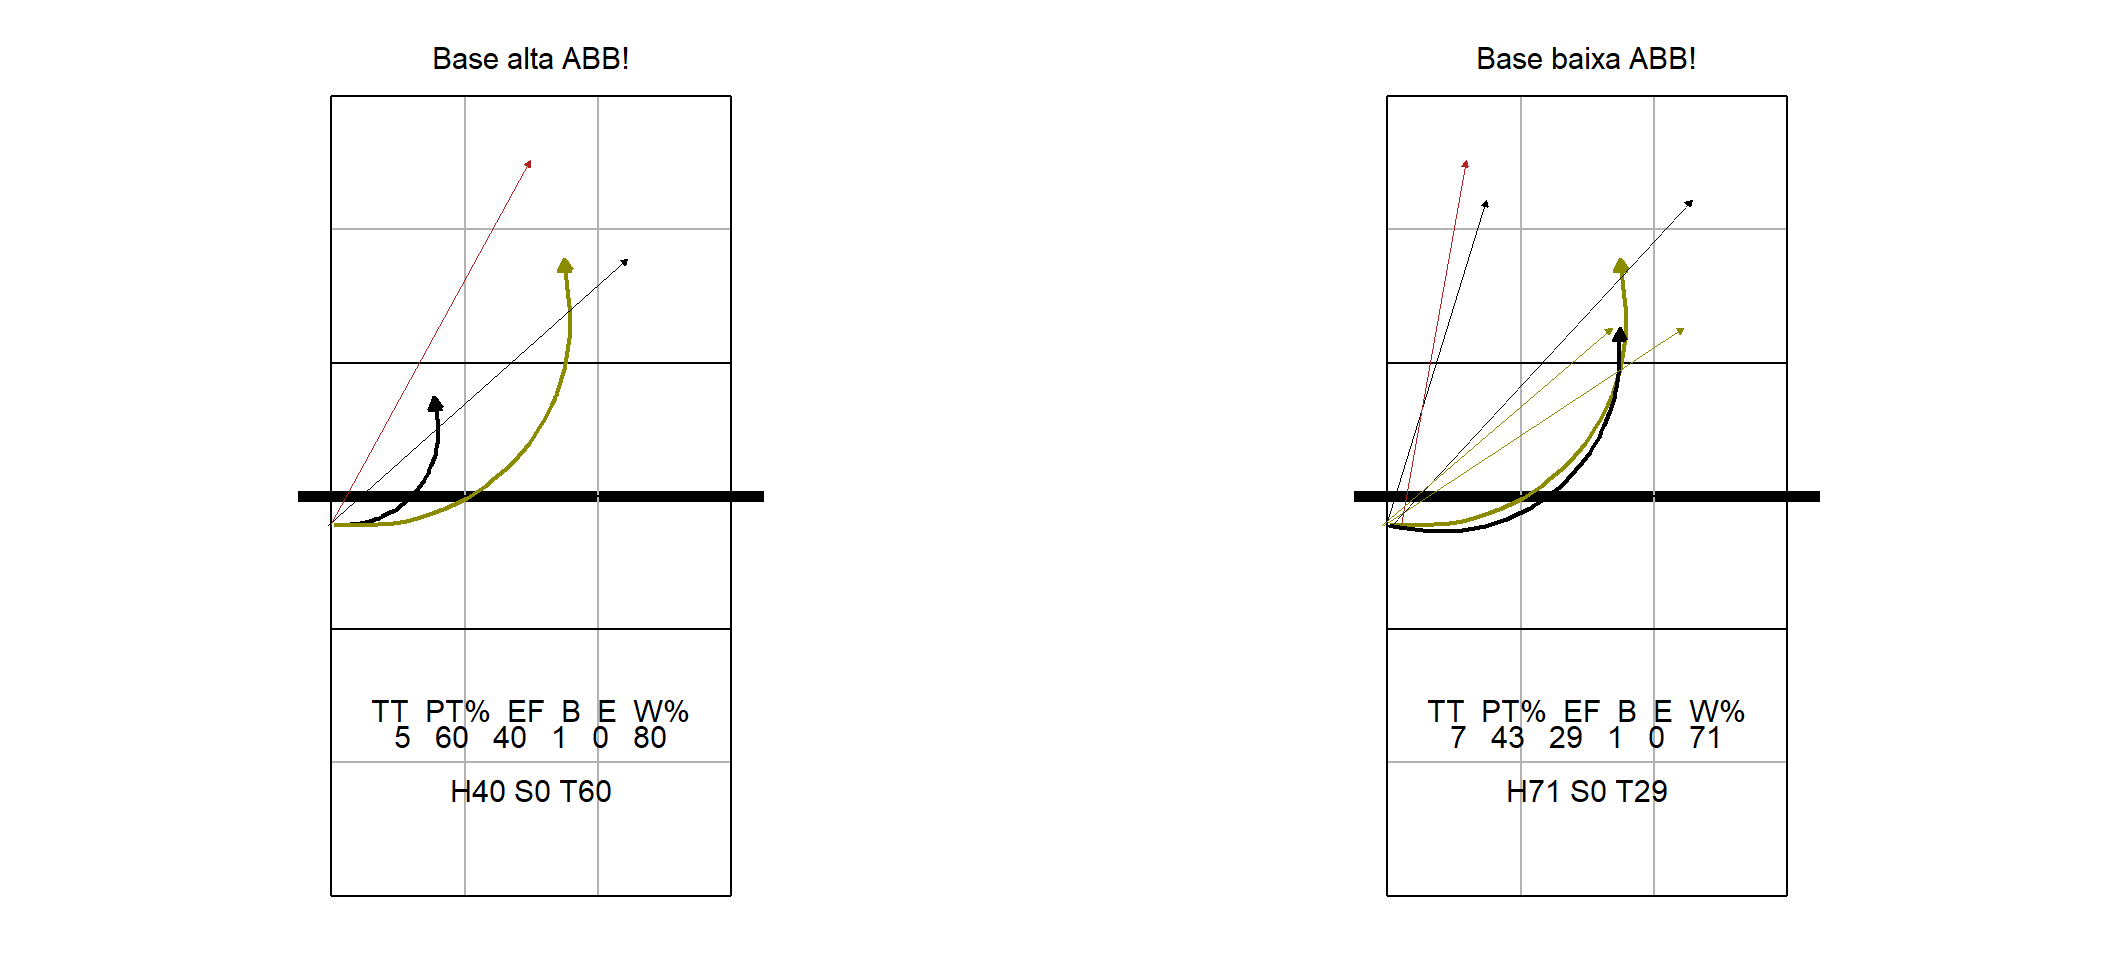 Base alta ABB!
TT PT% EF B E W%
5 60 40 1 0 80
H40 S0 T60
Base baixa ABB!
TT PT% EF B E W%
7 43 29 1 0 71
H71 S0 T29